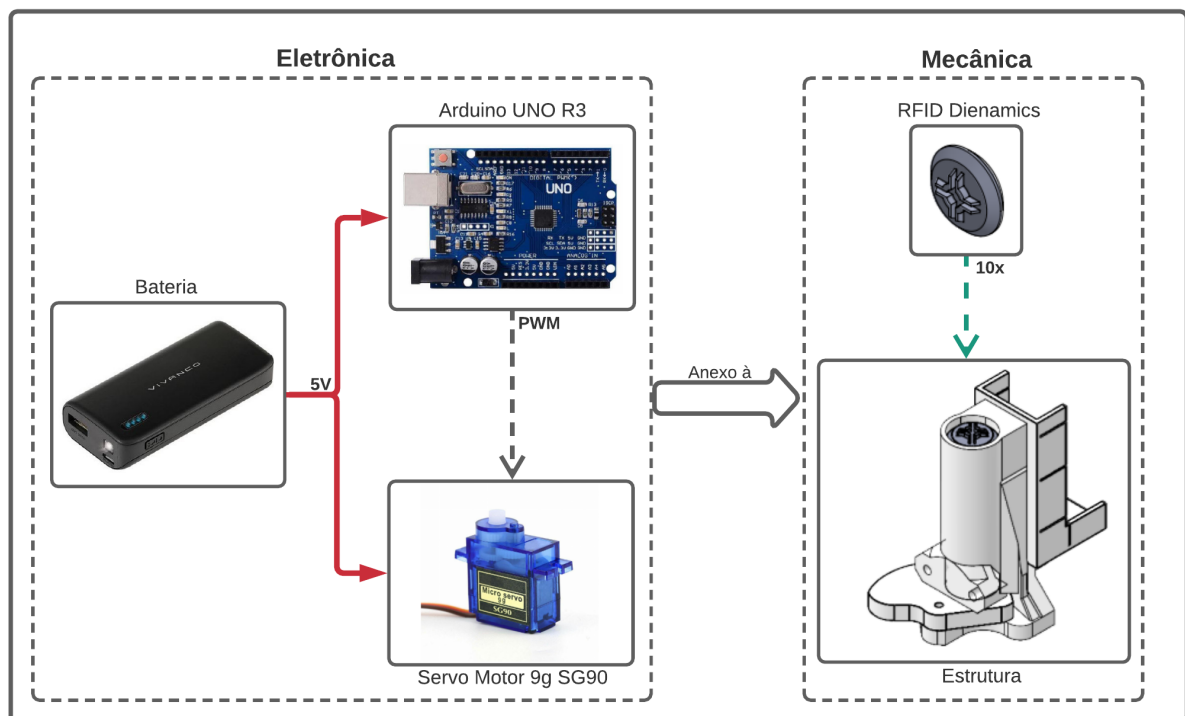 Eletrônica
Mecânica
Arduino UNO R3
RFID Dienamics
UNO
10x
Bateria
PWM
VIVANCO
5V
Anexo à
Micro servo
9g
SG90
Servo Motor 9g SG90
Estrutura